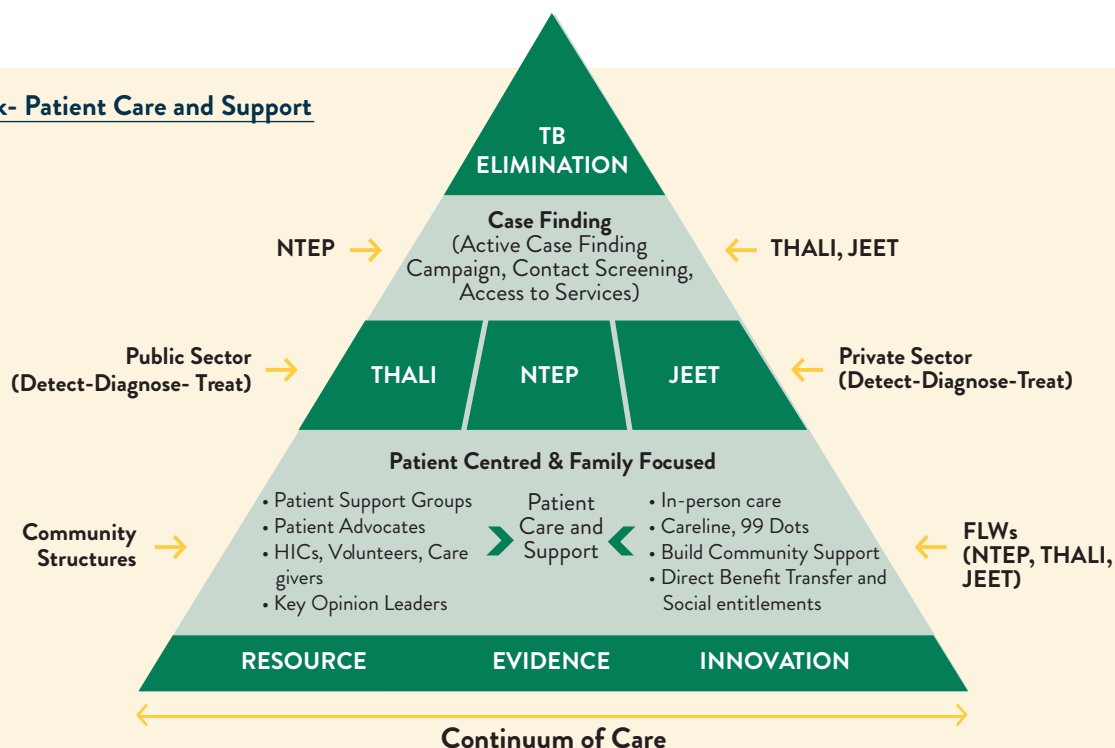 k- Patient Care and Support
TB
ELIMINATION
Case Finding
(Active Case Finding
Campaign, Contact Screening,
Access to Services)
NTEP
THALI, JEET
Public Sector
(Detect-Diagnose- Treat)
THALI
NTEP
JEET
Private Sector
(Detect-Diagnose-Treat)
Patient Centred & Family Focused
Community
Structures
• Patient Support Groups
• Patient Advocates
• HICs, Volunteers, Care
givers
• Key Opinion Leaders
Patient
Care and
Support
• In-person care
• Careline, 99 Dots
• Build Community Support
• Direct Benefit Transfer and
Social entitlements
FLWs
(NTEP, THALI,
JEET)
RESOURCE
EVIDENCE
INNOVATION
Continuum of Care